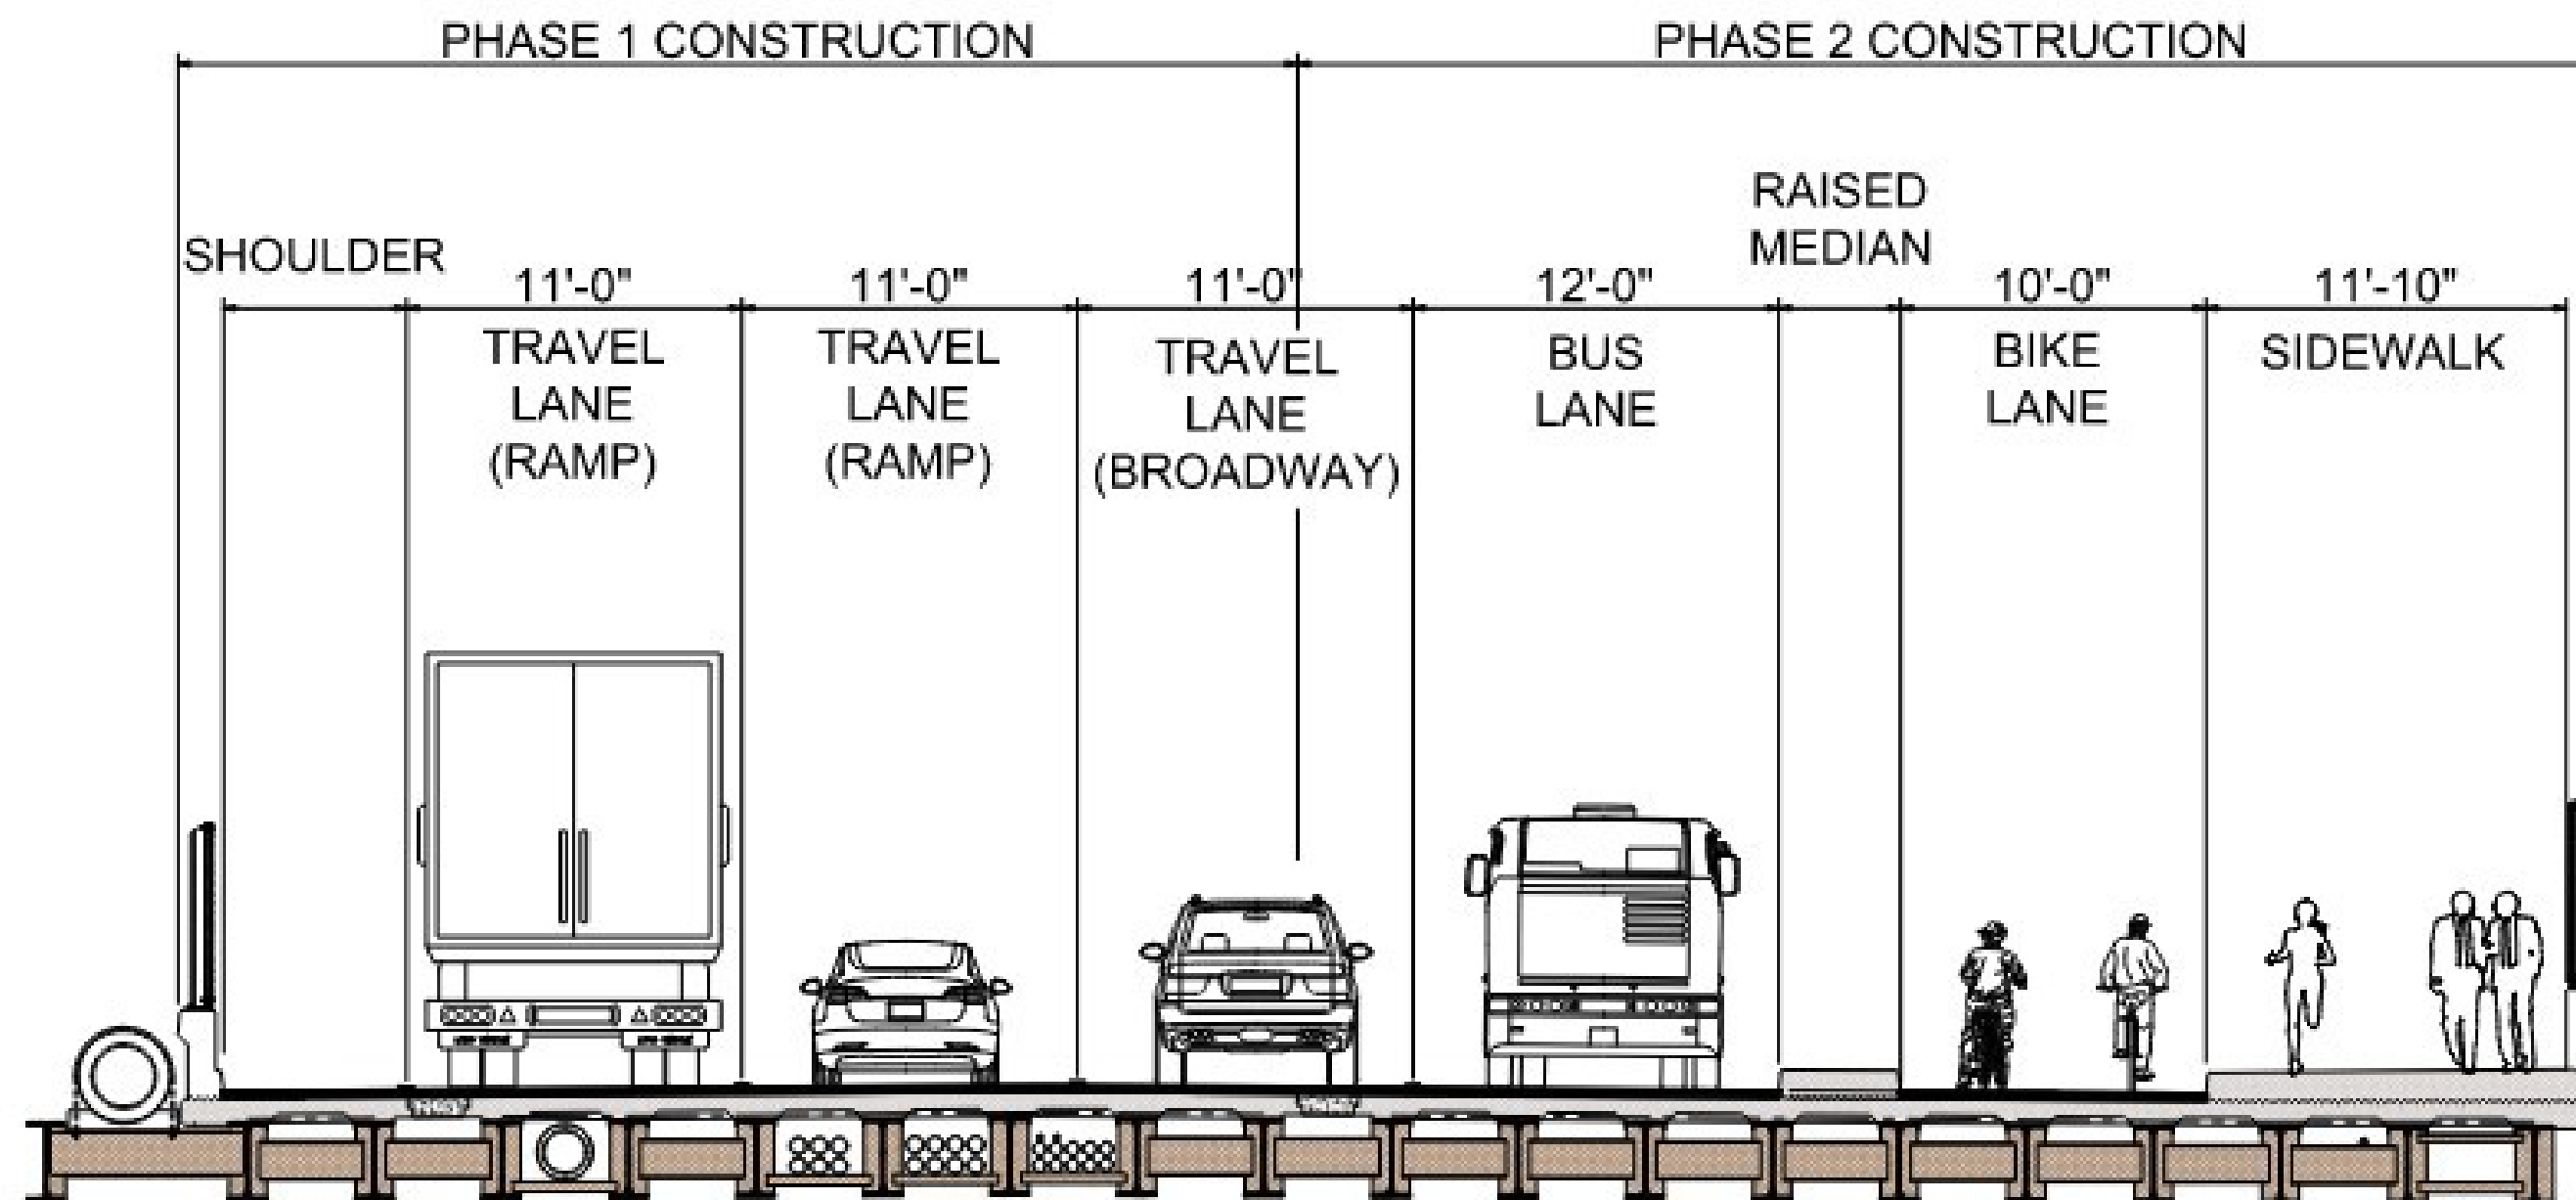 PHASE 1 CONSTRUCTION
PHASE 2 CONSTRUCTION
RAISED
MEDIAN
SHOULDER
11'-0"
11'-0"
11'-0"
12'-0"
10'-0"
11'-10"
TRAVEL
LANE
(RAMP)
TRAVEL
LANE
(RAMP)
TRAVEL
LANE
(BROADWAY)
BUS
LANE
BIKE
LANE
SIDEWALK